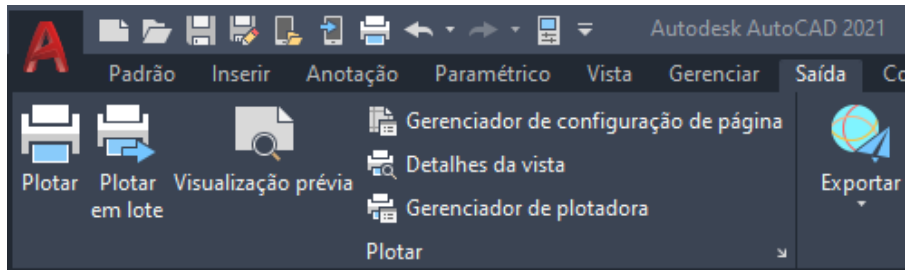 Autodesk AutoCAD 2021
Padrão Inserir Anotação Paramétrico Vista Gerenciar Saída Co
Plotar
Plotar em lote
Visualização prévia
Gerenciador de configuração de página
Detalhes da vista
Gerenciador de plotadora
Exportar
Plotar